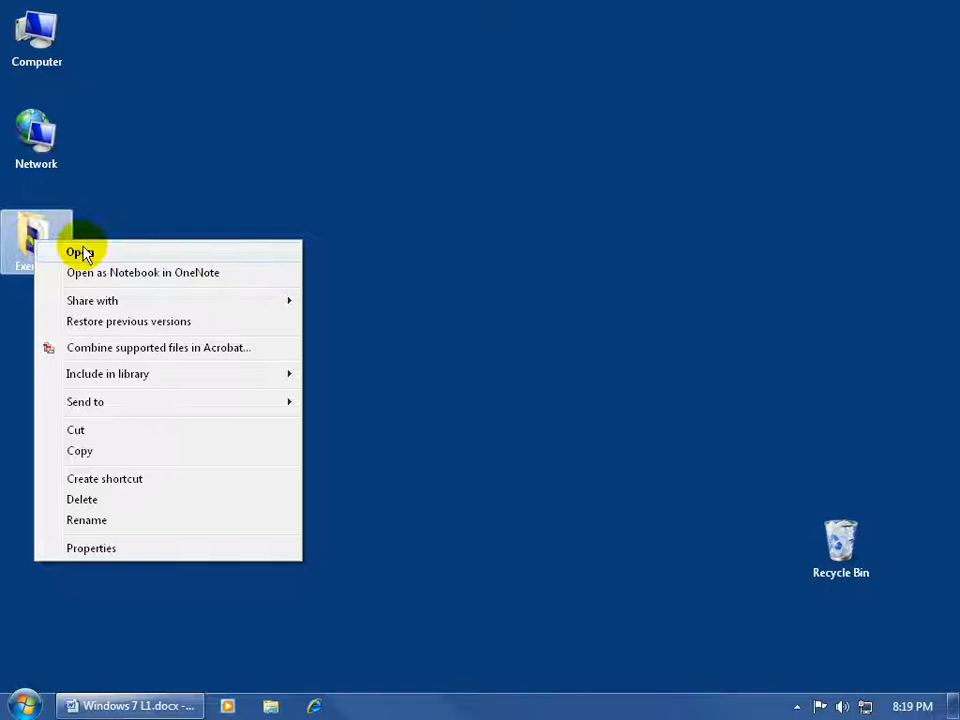 Computer
Network
Open
Open as Notebook in OneNote
Share with
Restore previous versions
Combine supported files in Acrobat...
Include in library
Send to
Cut
Copy
Create shortcut
Delete
Rename
Properties
Recycle Bin
Windows 7 L1.docx -...
8:19 PM